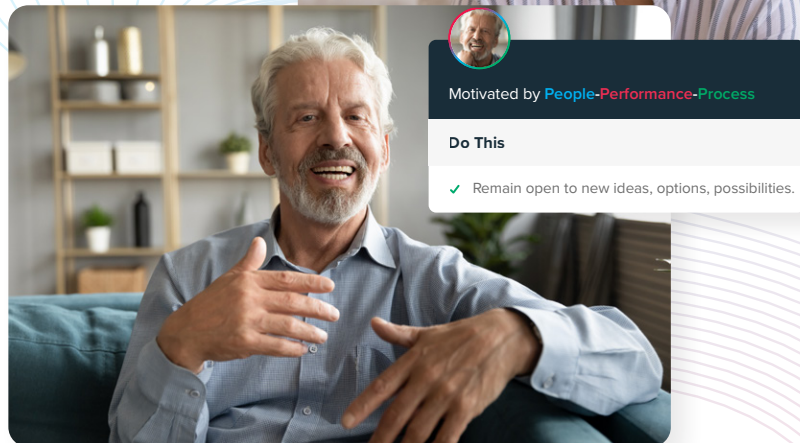 Motivated by People-Performance-Process
Do This
Remain open to new ideas, options, possibilities.